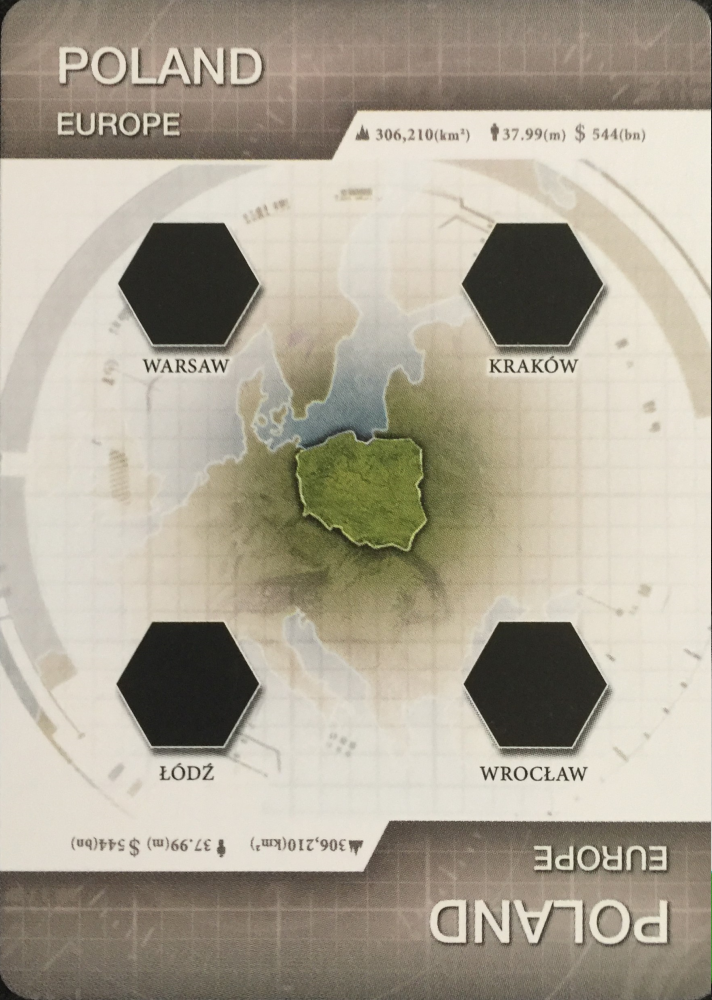 POLAND
EUROPE
306,210(km²) 37.99(m) $ 544(bn)
WARSAW
KRAKÓW
ŁÓDŹ
WROCŁAW
306,210(km²) 37.99(m) $ 544(bn)
EUROPE
POLAND